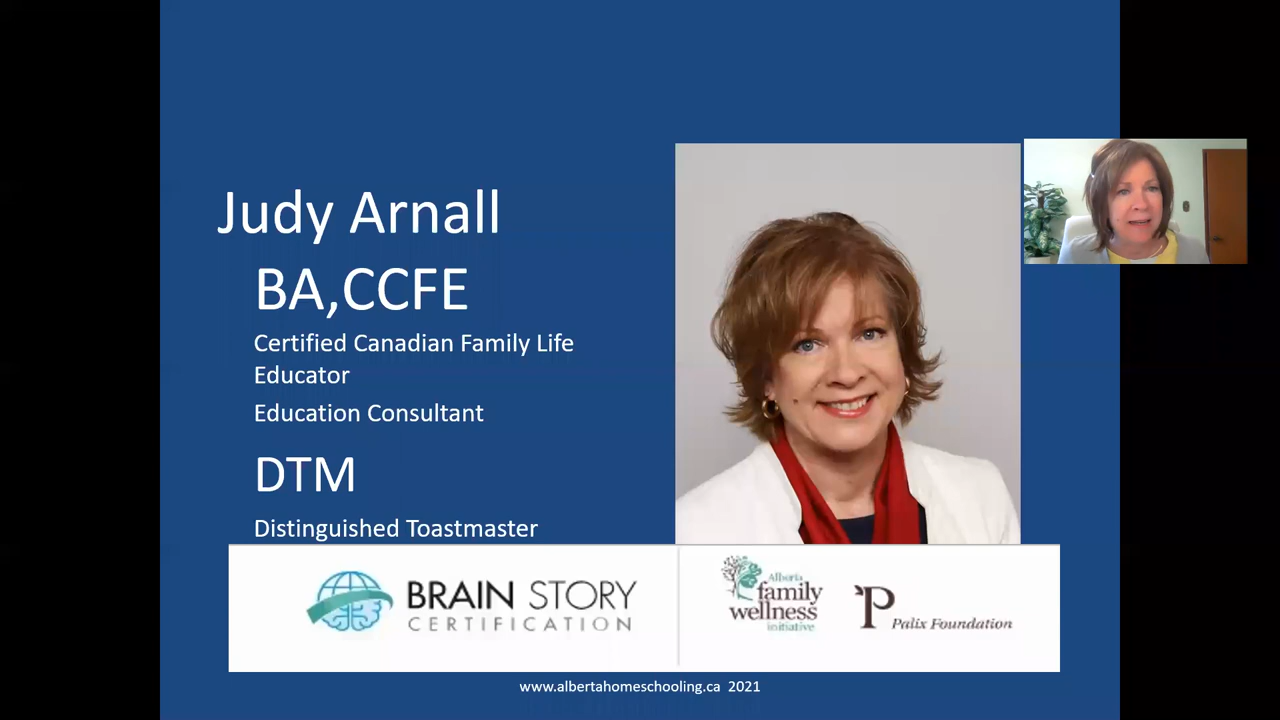 Judy Arnall
BA,CCFE
Certified Canadian Family Life
Educator
Education Consultant
DTM
Distinguished Toastmaster
BRAIN STORY
CERTIFICATION
Alberta
family
wellness
initiative
P
Palix Foundation
www.albertahomeschooling.ca 2021